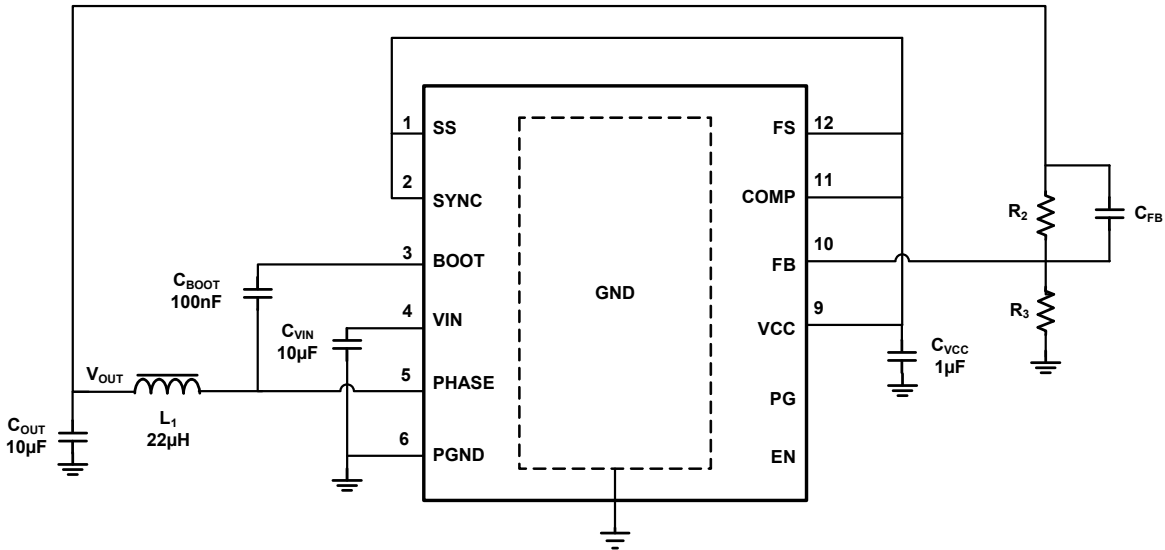 1
SS
2
SYNC
3
BOOT
4
VIN
5
PHASE
6
PGND
GND
FS
12
COMP
11
FB
10
VCC
9
PG
EN
CBOOT
100nF
CVIN
10µF
VOUT
L1
22µH
COUT
10µF
R2
CFB
R3
CVCC
1µF